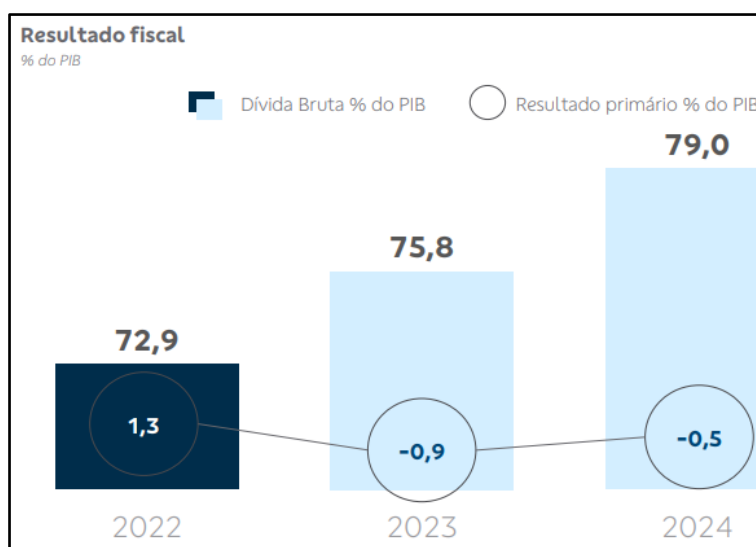 Resultado fiscal
% do PIB
Dívida Bruta % do PIB Resultado primário % do PIB
79,0
75,8
72,9
1,3
-0,9
-0,5
2022 2023 2024